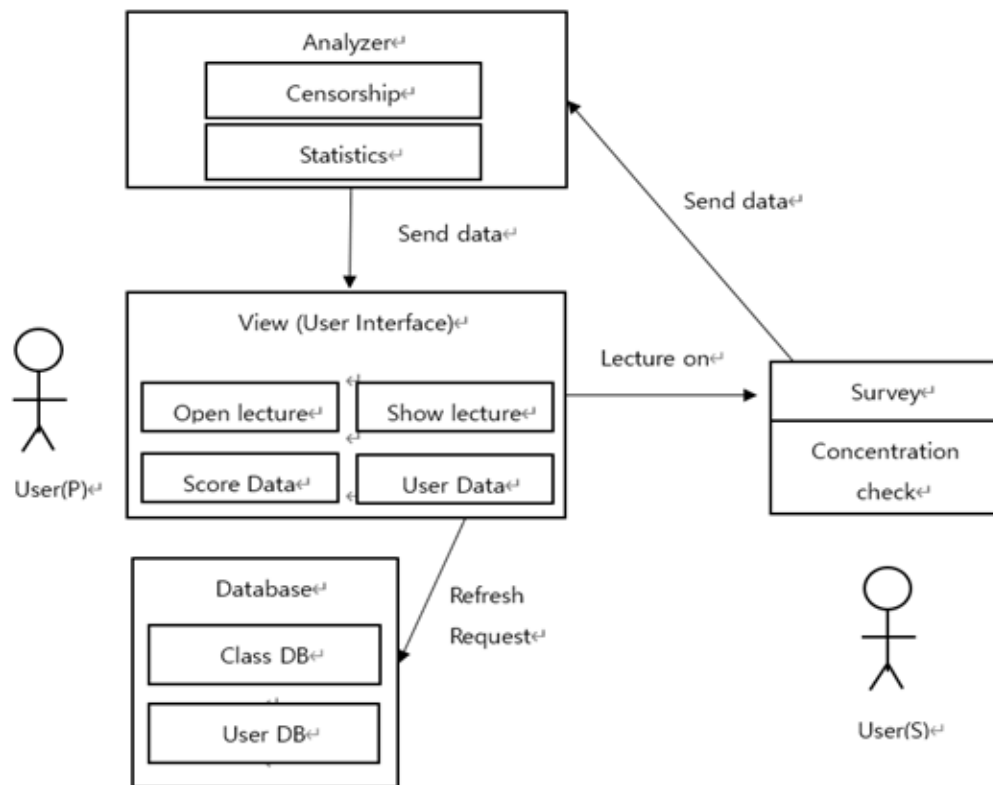 Analyzer↵
Censorship↵
Statistics↵
Send data↵
Send data↵
View (User Interface)↵
↵
Open lecture↵
Show lecture↵
↵
Score Data↵
↵
User Data↵
User(P)↵
Lecture on↵
Survey↵
Concentration
check↵
Database↵
Class DB↵
↵
User DB↵
↵
Refresh
Request↵
User(S)↵